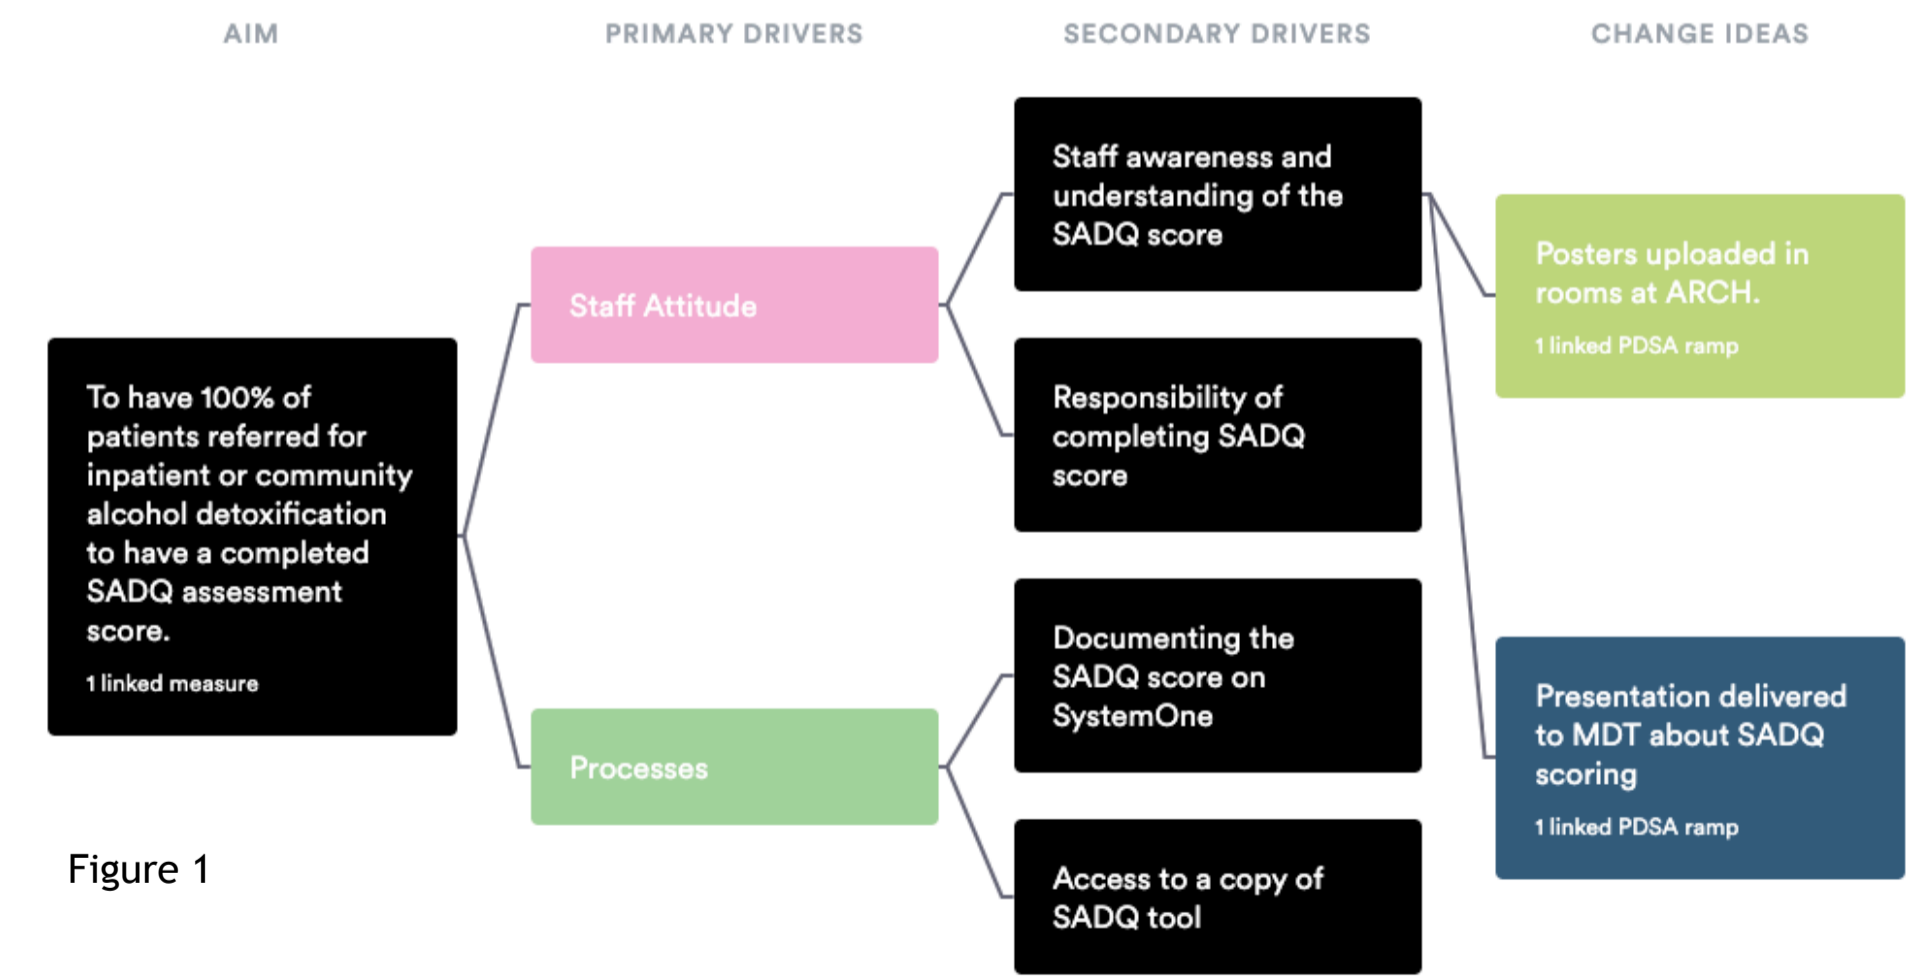 AIM
PRIMARY DRIVERS
SECONDARY DRIVERS
CHANGE IDEAS
To have 100% of
patients referred for
inpatient or community
alcohol detoxification
to have a completed
SADQ assessment
score.
1 linked measure
Staff Attitude
Processes
Staff awareness and
understanding of the
SADQ score
Responsibility of
completing SADQ
score
Documenting the
SADQ score on
SystemOne
Access to a copy of
SADQ tool
Posters uploaded in
rooms at ARCH.
1 linked PDSA ramp
Presentation delivered
to MDT about SADQ
scoring
1 linked PDSA ramp
Figure 1